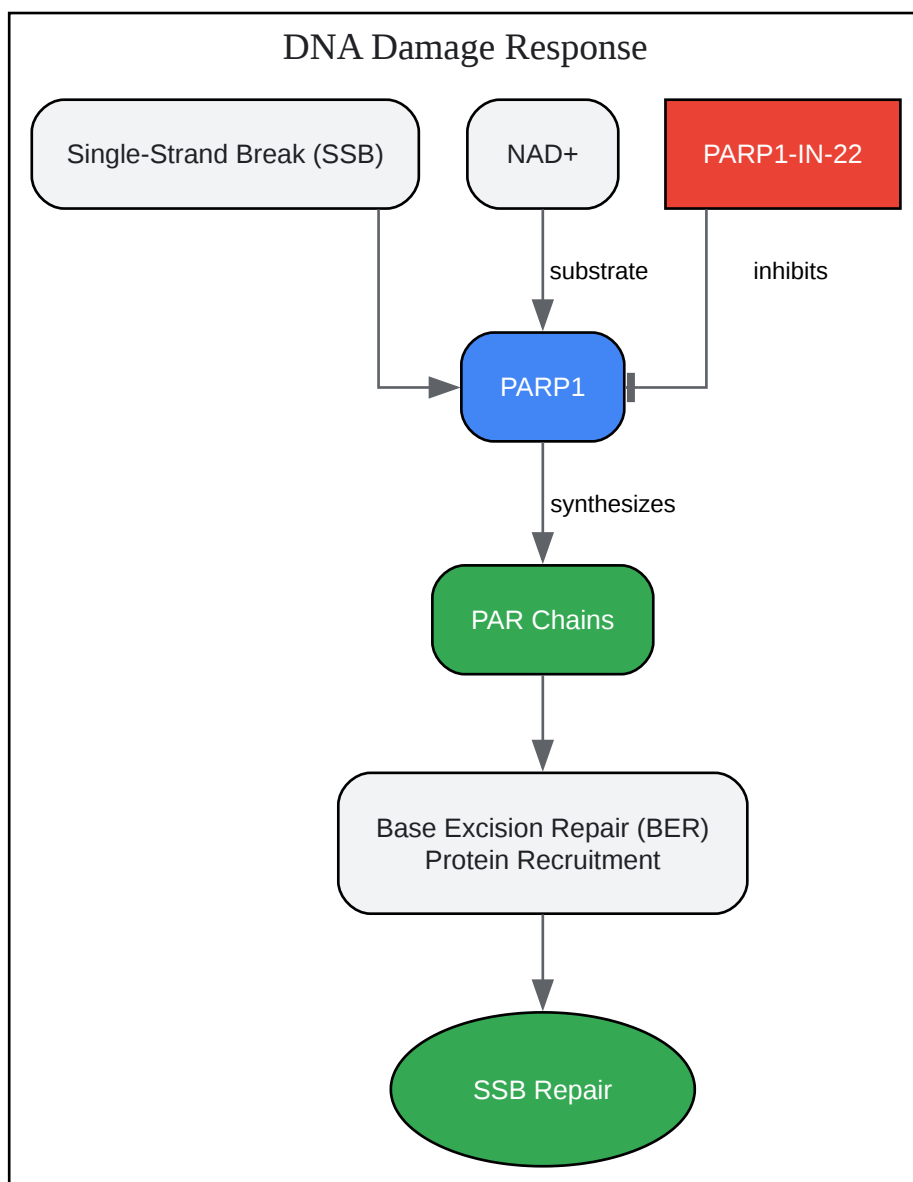 DNA Damage Response
Single-Strand Break (SSB)
NAD+
PARP1-IN-22
substrate
inhibits
PARP1
synthesizes
PAR Chains
Base Excision Repair (BER)
Protein Recruitment
SSB Repair